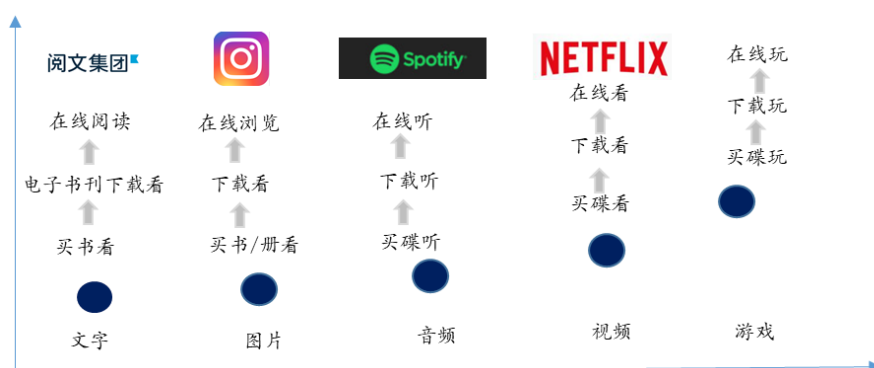 阅文集团
Spotify
NETFLIX
在线阅读
在线浏览
在线听
在线看
在线玩
电子书刊下载看
下载看
下载听
下载看
下载玩
买书看
买书/册看
买碟听
买碟看
买碟玩
文字
图片
音频
视频
游戏